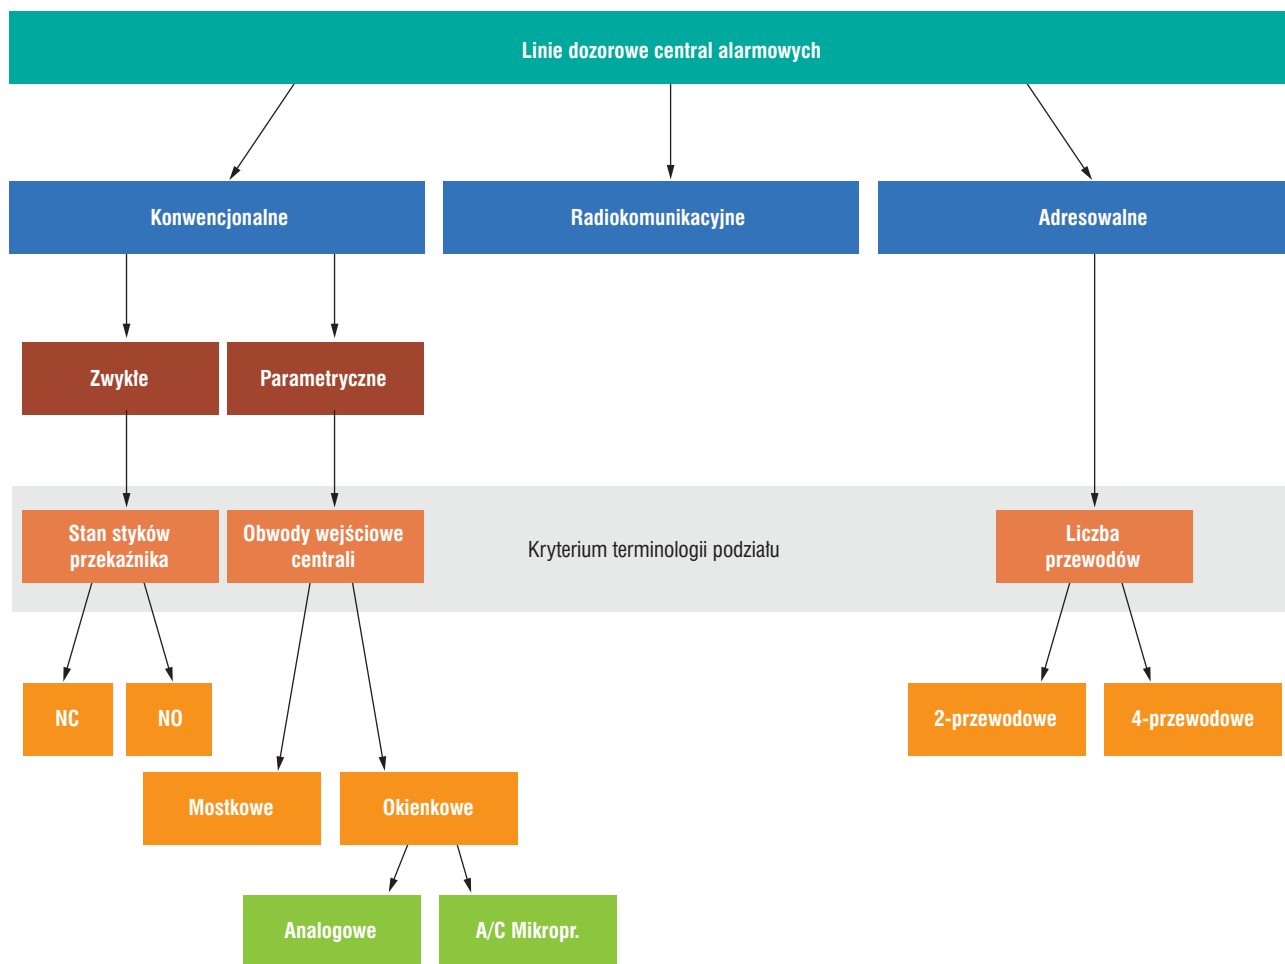 Linie dozorowe central alarmowych
Konwencjonalne
Radiokomunikacyjne
Adresowalne
Zwykłe
Parametryczne
Stan styków
przekaźnika
Obwody wejściowe
centrali
Kryterium terminologii podziału
Liczba
przewodów
NC
NO
2-przewodowe
4-przewodowe
Mostkowe
Okienkowe
Analogowe
A/C Mikropr.